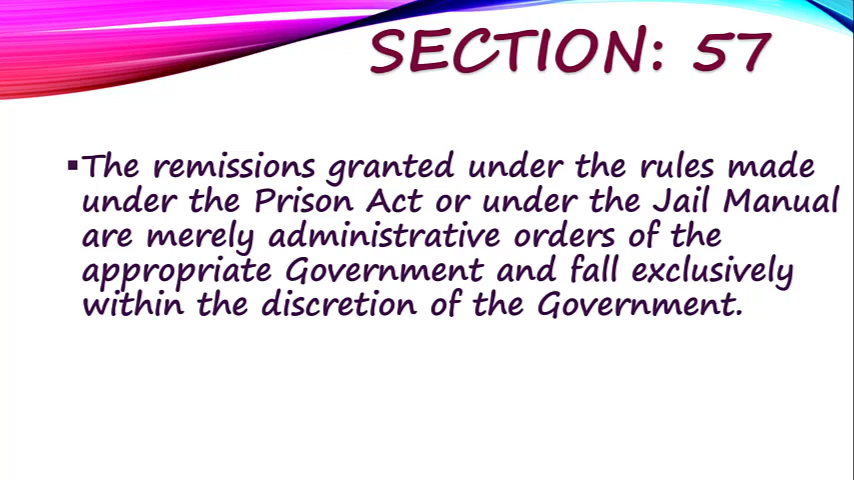 SECTION: 57
▪The remissions granted under the rules made
under the Prison Act or under the Jail Manual
are merely administrative orders of the
appropriate Government and fall exclusively
within the discretion of the Government.